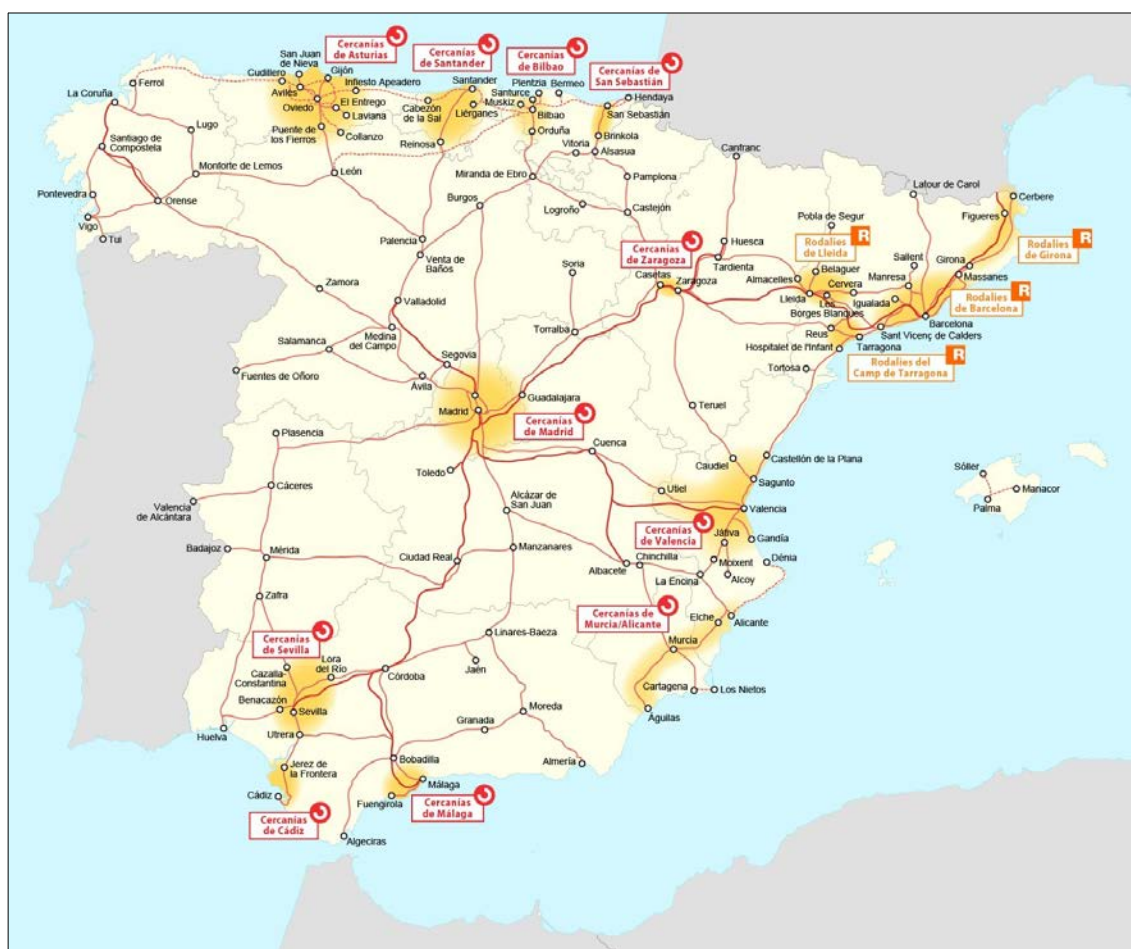 San Juan
de Nieva
Cercanías
de Asturias
Cercanías
de Santander
Cercanías
de Bilbao
Cercanías de
San Sebastián
Cudillero
Gijón
Infiesto Apeadero
Santander
Plentzia
Bermeo
Santurce
Hendaya
Ferrol
Avilés
El Entrego
Muskiz
La Coruña
Oviedo
Laviana
Cabezón
de la Sal
Liérganes
Bilbao
San Sebastián
Lugo
Puente de
los Fierros
Collanzo
Orduña
Brinkola
Santiago de
Compostela
Reinosa
Vitoria
Alsasua
Canfranc
Monforte de Lemos
León
Miranda de Ebro
Pamplona
Latour de Carol
Cerbere
Pontevedra
Orense
Burgos
Logroño
Castejón
Pobla de Segur
Figueres
Vigo
Tui
Palencia
Venta de
Baños
Soria
Cercanías
de Zaragoza
Huesca
Tardienta
Rodalies
de Lleida
R
Sallent
Girona
Rodalies
de Girona
R
Zamora
Casetas
Zaragoza
Almacelles
Belaguer
Cervera
Manresa
Massanes
Lleida
Les
Borges Blanques
Igualada
Rodalies
de Barcelona
R
Valladolid
Torralba
Reus
Barcelona
Medina
del Campo
Sant Vicenç de Calders
Salamanca
Segovia
Hospitalet de l'Infant
Tarragona
Rodalies del
Camp de Tarragona
R
Fuentes de Oñoro
Ávila
Tortosa
Madrid
Guadalajara
Teruel
Cercanías
de Madrid
Plasencia
Cuenca
Caudiel
Castellón de la Plana
Toledo
Sagunto
Sóller
Manacor
Palma
Cáceres
Utiel
Valencia
de Alcántara
Alcázar de
San Juan
Valencia
Cercanías
de Valencia
Játiva
Gandía
Badajoz
Mérida
Ciudad Real
Manzanares
Albacete
Chinchilla
Moixent
Dénia
La Encina
Alcoy
Zafra
Cercanías de
Murcia/Alicante
Elche
Alicante
Cercanías
de Sevilla
Linares-Baeza
Murcia
Cazalla-
Constantina
Lora
del Río
Córdoba
Jaén
Cartagena
Los Nietos
Benacazón
Sevilla
Moreda
Águilas
Huelva
Utrera
Granada
Jerez de
la Frontera
Bobadilla
Almería
Cádiz
Málaga
Fuengirola
Cercanías
de Málaga
Cercanías
de Cádiz
Algeciras